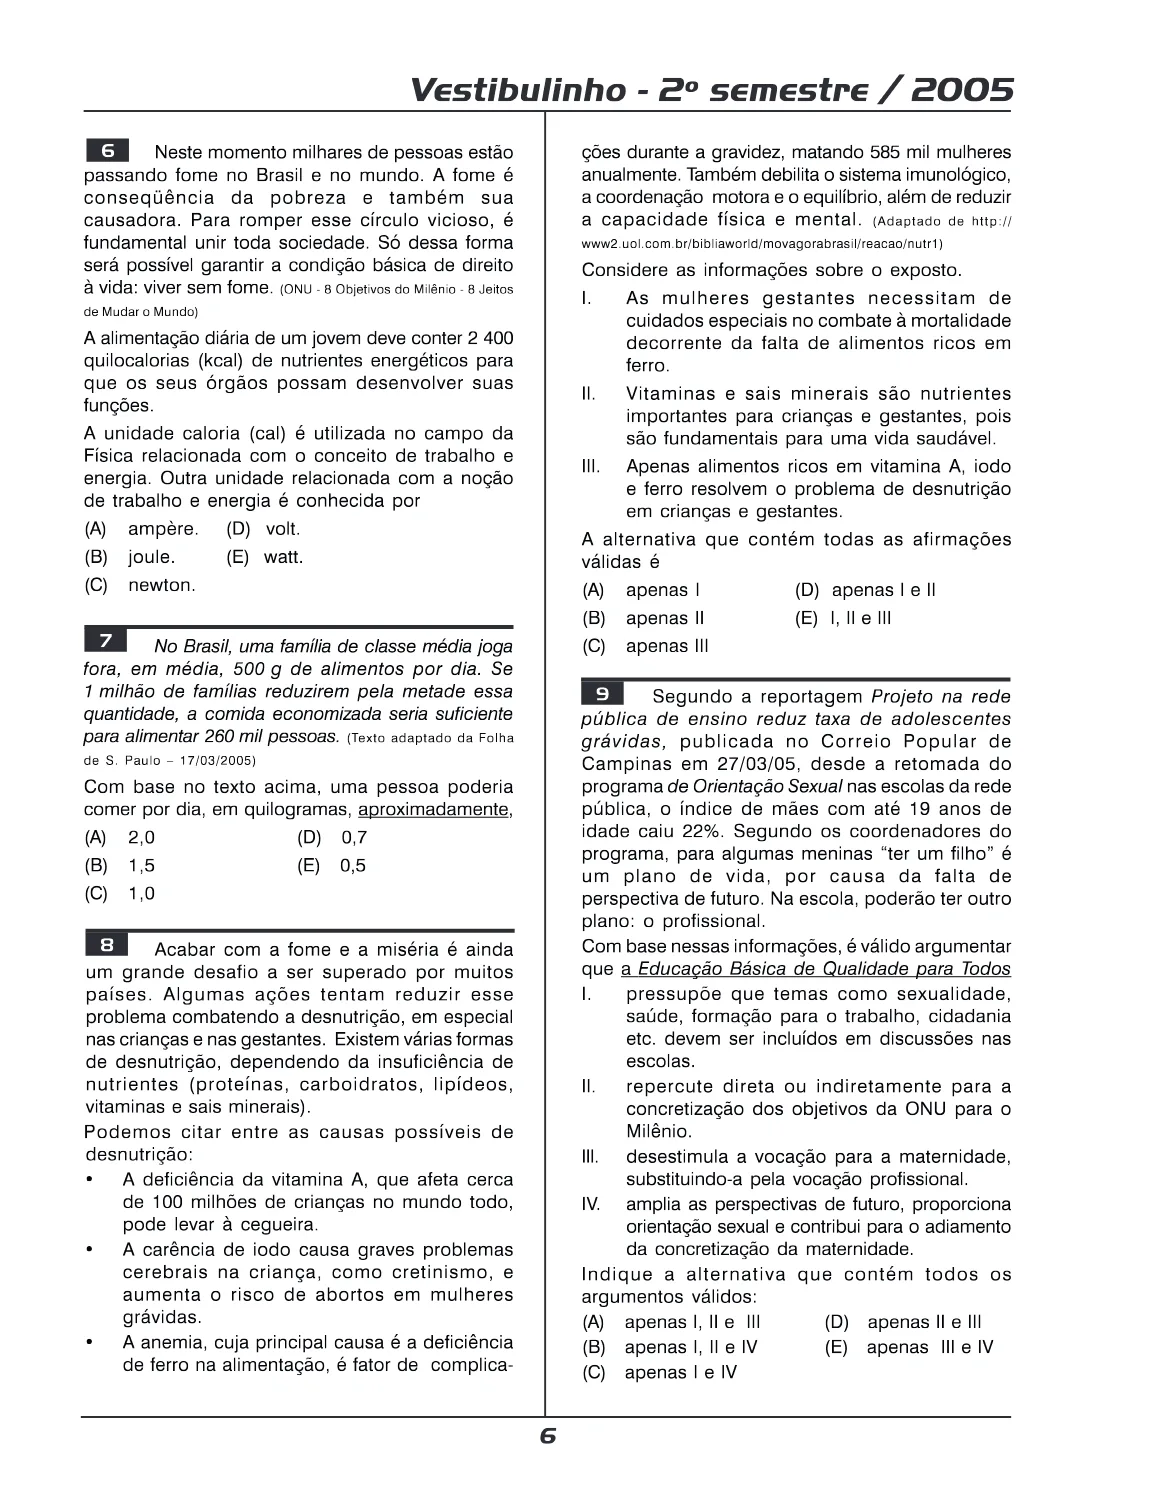 Vestibulinho - 2º semestre / 2005
6 Neste momento milhares de pessoas estão
passando fome no Brasil e no mundo. A fome é
conseqüência da pobreza e também sua
causadora. Para romper esse círculo vicioso, é
fundamental unir toda sociedade. Só dessa forma
será possível garantir a condição básica de direito
à vida: viver sem fome. (ONU - 8 Objetivos do Milênio - 8 Jeitos
de Mudar o Mundo)
A alimentação diária de um jovem deve conter 2 400
quilocalorias (kcal) de nutrientes energéticos para
que os seus órgãos possam desenvolver suas
funções.
A unidade caloria (cal) é utilizada no campo da
Física relacionada com o conceito de trabalho e
energia. Outra unidade relacionada com a noção
de trabalho e energia é conhecida por
(A) ampère. (D) volt.
(B) joule. (E) watt.
(C) newton.
7 No Brasil, uma família de classe média joga
fora, em média, 500 g de alimentos por dia. Se
1 milhão de famílias reduzirem pela metade essa
quantidade, a comida economizada seria suficiente
para alimentar 260 mil pessoas. (Texto adaptado da Folha
de S. Paulo – 17/03/2005)
Com base no texto acima, uma pessoa poderia
comer por dia, em quilogramas, aproximadamente,
(A) 2,0 (D) 0,7
(B) 1,5 (E) 0,5
(C) 1,0
8 Acabar com a fome e a miséria é ainda
um grande desafio a ser superado por muitos
países. Algumas ações tentam reduzir esse
problema combatendo a desnutrição, em especial
nas crianças e nas gestantes. Existem várias formas
de desnutrição, dependendo da insuficiência de
nutrientes (proteínas, carboidratos, lipídeos,
vitaminas e sais minerais).
Podemos citar entre as causas possíveis de
desnutrição:
• A deficiência da vitamina A, que afeta cerca
de 100 milhões de crianças no mundo todo,
pode levar à cegueira.
• A carência de iodo causa graves problemas
cerebrais na criança, como cretinismo, e
aumenta o risco de abortos em mulheres
grávidas.
• A anemia, cuja principal causa é a deficiência
de ferro na alimentação, é fator de complica-
ções durante a gravidez, matando 585 mil mulheres
anualmente. Também debilita o sistema imunológico,
a coordenação motora e o equilíbrio, além de reduzir
a capacidade física e mental. (Adaptado de http://
www2.uol.com.br/bibliaworld/movagorabrasil/reacao/nutr1)
Considere as informações sobre o exposto.
I. As mulheres gestantes necessitam de
cuidados especiais no combate à mortalidade
decorrente da falta de alimentos ricos em
ferro.
II. Vitaminas e sais minerais são nutrientes
importantes para crianças e gestantes, pois
são fundamentais para uma vida saudável.
III. Apenas alimentos ricos em vitamina A, iodo
e ferro resolvem o problema de desnutrição
em crianças e gestantes.
A alternativa que contém todas as afirmações
válidas é
(A) apenas I (D) apenas I e II
(B) apenas II (E) I, II e III
(C) apenas III
9 Segundo a reportagem Projeto na rede
pública de ensino reduz taxa de adolescentes
grávidas, publicada no Correio Popular de
Campinas em 27/03/05, desde a retomada do
programa de Orientação Sexual nas escolas da rede
pública, o índice de mães com até 19 anos de
idade caiu 22%. Segundo os coordenadores do
programa, para algumas meninas “ter um filho” é
um plano de vida, por causa da falta de
perspectiva de futuro. Na escola, poderão ter outro
plano: o profissional.
Com base nessas informações, é válido argumentar
que a Educação Básica de Qualidade para Todos
I. pressupõe que temas como sexualidade,
saúde, formação para o trabalho, cidadania
etc. devem ser incluídos em discussões nas
escolas.
II. repercute direta ou indiretamente para a
concretização dos objetivos da ONU para o
Milênio.
III. desestimula a vocação para a maternidade,
substituindo-a pela vocação profissional.
IV. amplia as perspectivas de futuro, proporciona
orientação sexual e contribui para o adiamento
da concretização da maternidade.
Indique a alternativa que contém todos os
argumentos válidos:
(A) apenas I, II e III (D) apenas II e III
(B) apenas I, II e IV (E) apenas III e IV
(C) apenas I e IV
6